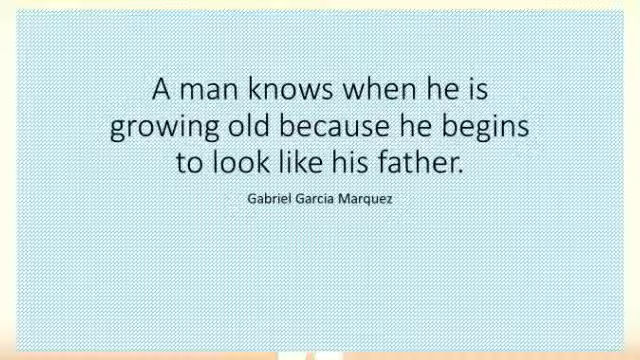 A man knows when he is
growing old because he begins
to look like his father.
Gabriel Garcia Marquez